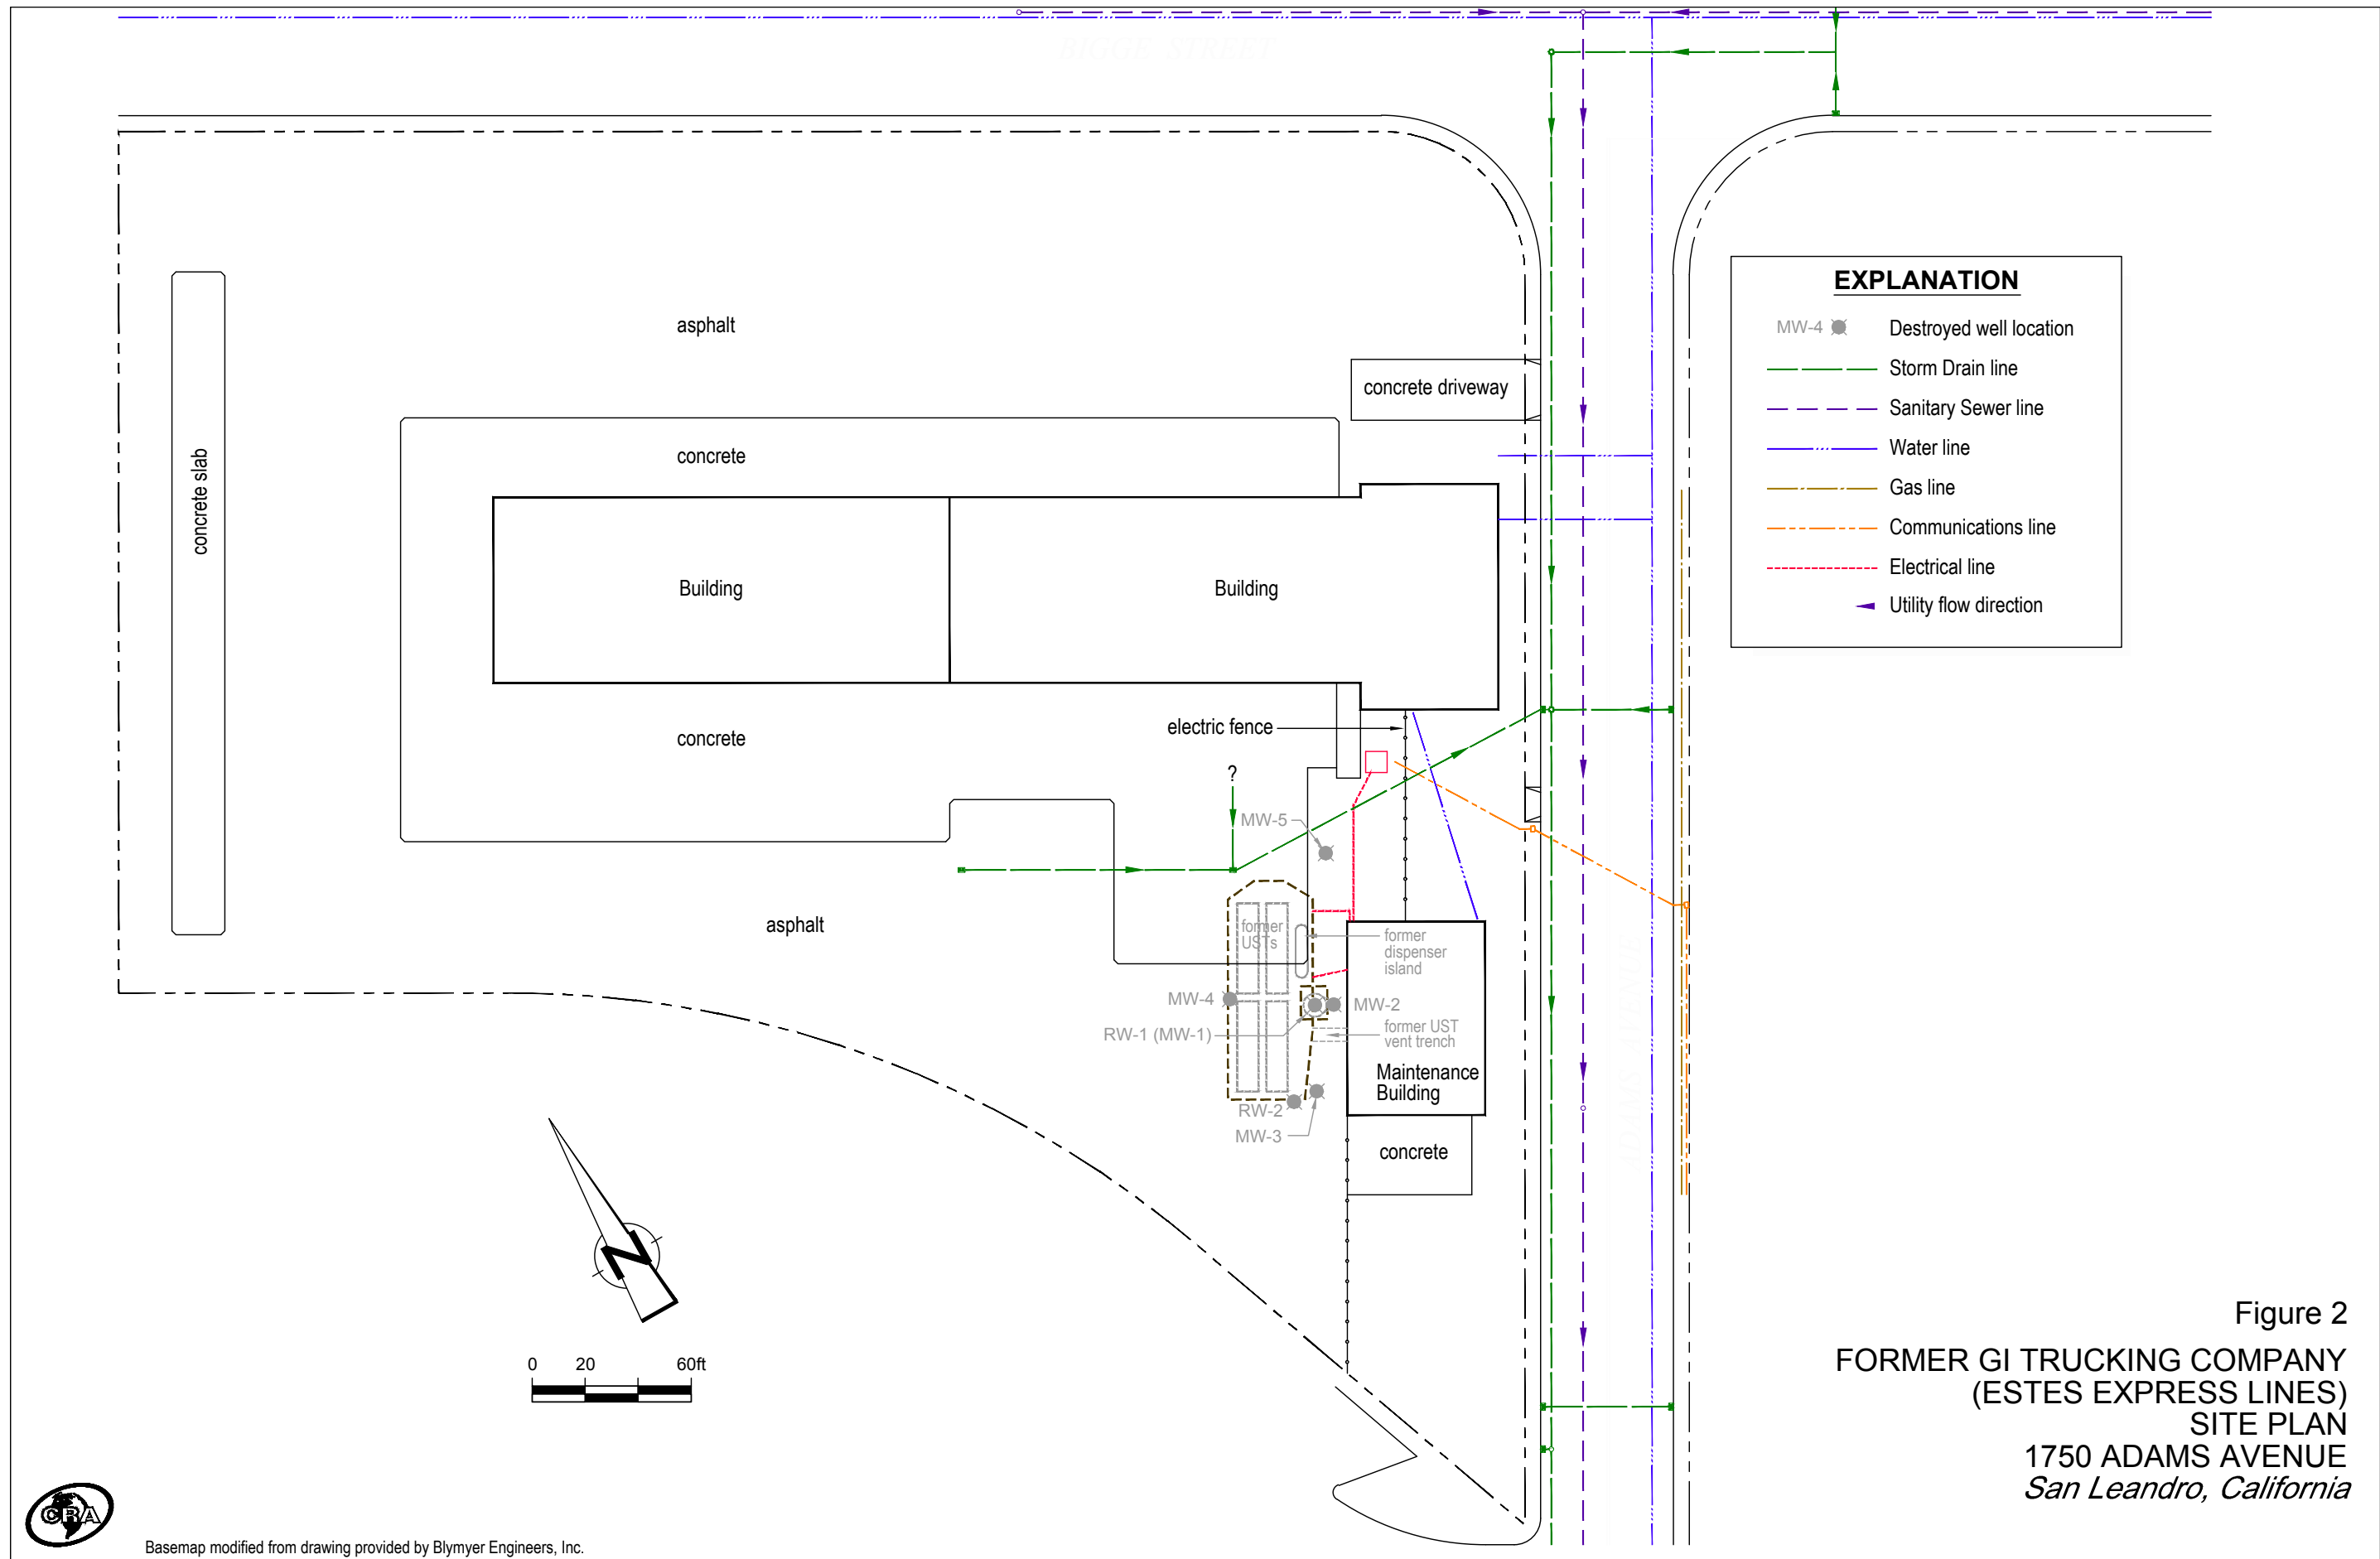 BIGGE STREET
asphalt
concrete driveway
concrete slab
concrete
Building
Building
concrete
electric fence
?
MW-5
asphalt
former
USTs
former
dispenser
island
MW-4
MW-2
RW-1 (MW-1)
former UST
vent trench
Maintenance
Building
RW-2
MW-3
concrete
EXPLANATION
MW-4 Destroyed well location
Storm Drain line
Sanitary Sewer line
Water line
Gas line
Communications line
Electrical line
Utility flow direction
N
0 20 60ft
Figure 2
FORMER GI TRUCKING COMPANY
(ESTES EXPRESS LINES)
SITE PLAN
1750 ADAMS AVENUE
San Leandro, California
CRA
Basemap modified from drawing provided by Blymyer Engineers, Inc.